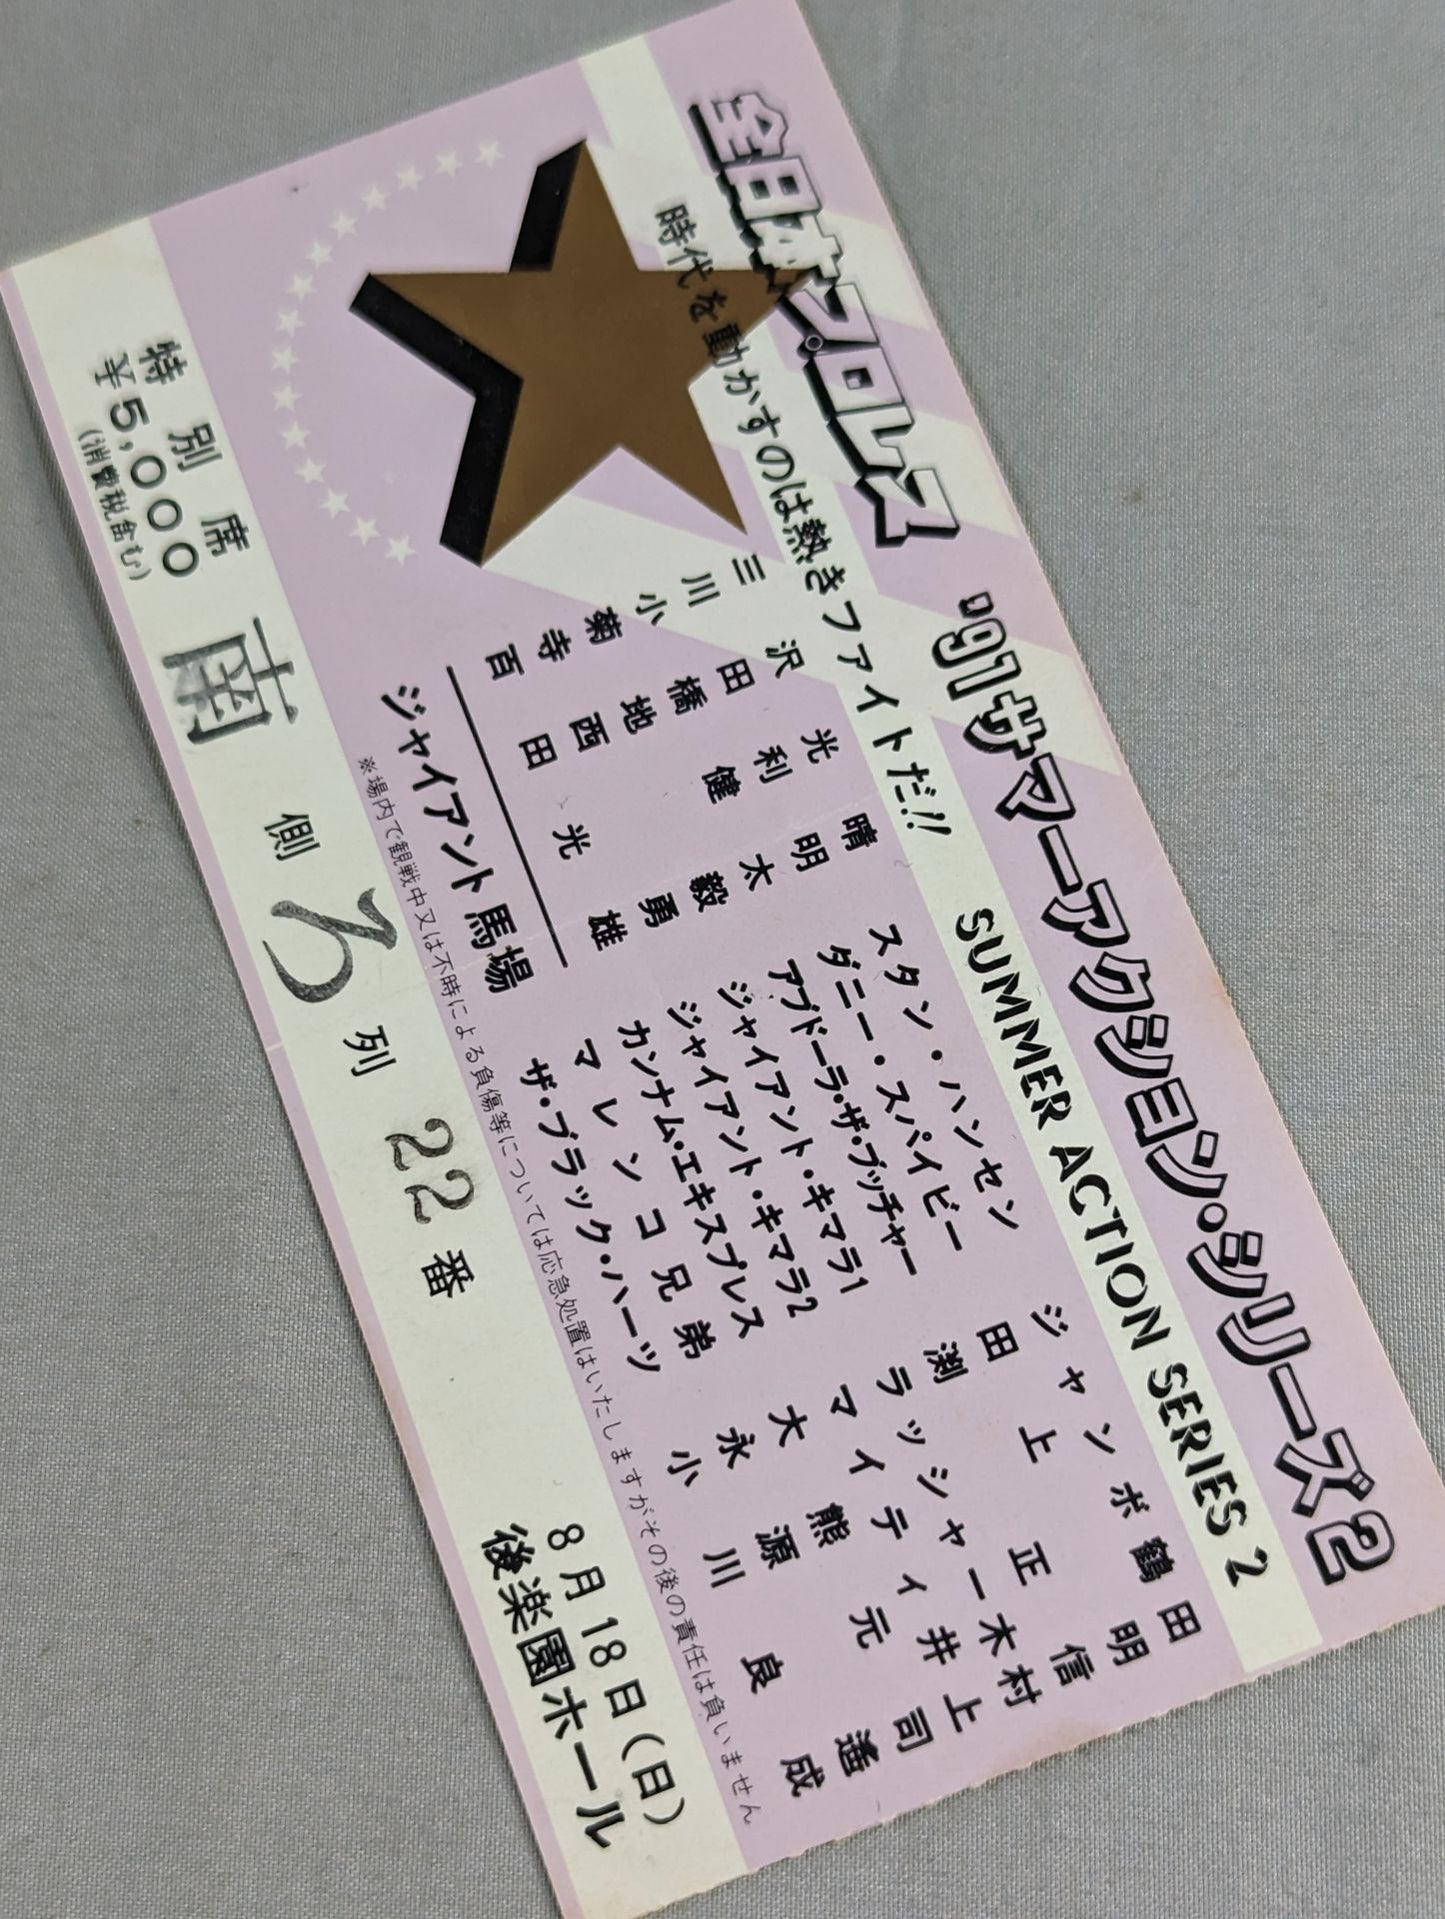 全日本プロレス
'91サマーアクション・シリーズ2
時代を動かすのは熱きファイトだ!!
SUMMER ACTION SERIES 2
ジャンボ鶴田
田上明
渕正信
ラッシャー木村
マイティ井上
大熊元司
永源遙
小川良成
スタン・ハンセン
ダニー・スパイビー
アブドーラ・ザ・ブッチャー
ジャイアント・キマラ1
ジャイアント・キマラ2
カンナム・エキスプレス
マレンコ兄弟
ザ・ブラック・ハーツ
三沢光晴
川田利明
小橋健太
菊地毅
寺西勇
百田光雄
ジャイアント馬場
※場内で観戦中又は不時による負傷等については応急処置はいたしますがその後の責任は負いません
特別席
¥5,000
(消費税含む)
南側ろ列22番
8月18日(日)
後楽園ホール